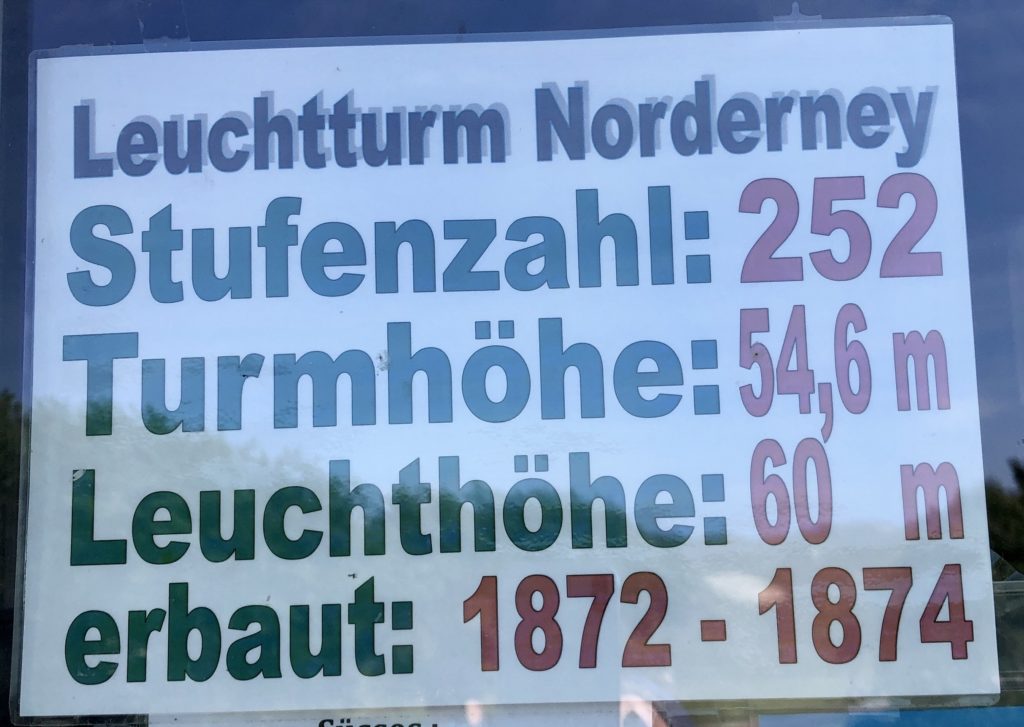 Leuchtturm Norderney
Stufenzahl: 252
Turmhöhe: 54,6 m
Leuchthöhe: 60 m
erbaut: 1872 - 1874